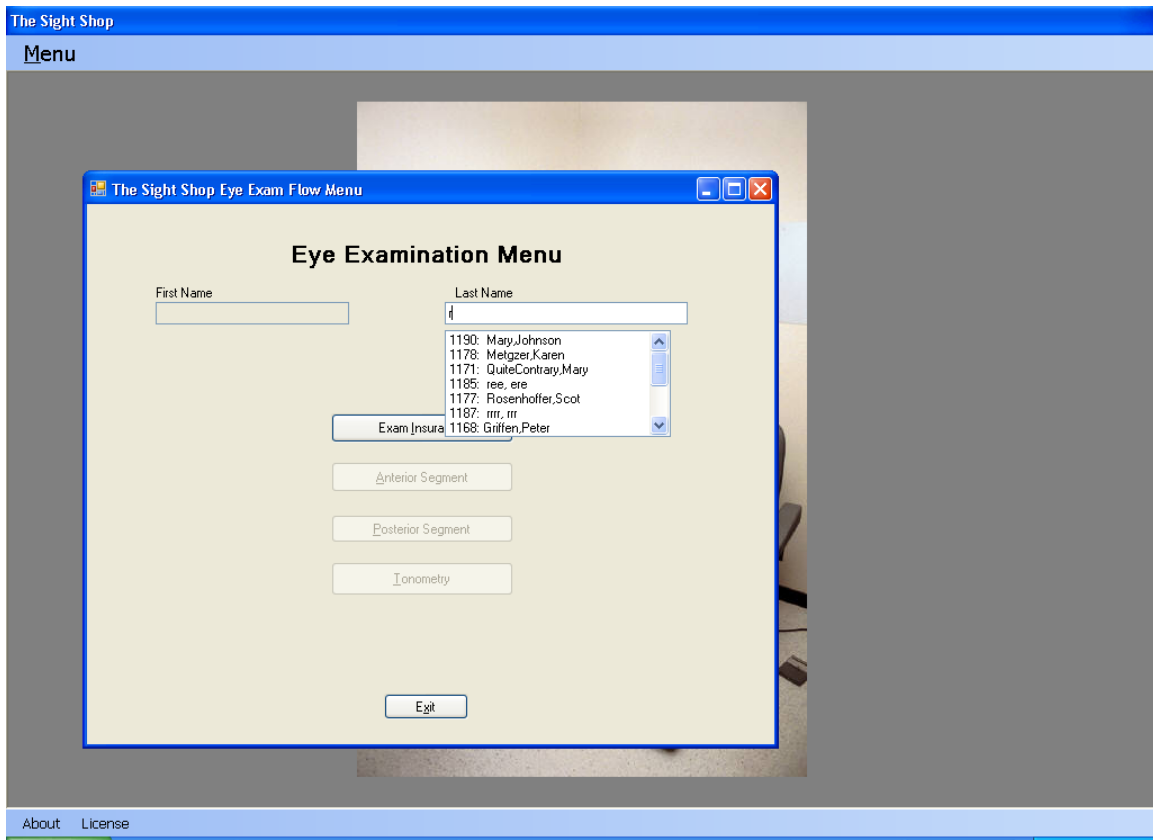 The Sight Shop
Menu
The Sight Shop Eye Exam Flow Menu
Eye Examination Menu
First Name
Last Name
r
1190: Mary,Johnson
1178: Metgzer,Karen
1171: QuiteContrary,Mary
1185: ree, ere
1177: Rosenhoffer,Scot
1187: rrrr, rrr
1168: Griffen,Peter
Exam Insura
Anterior Segment
Posterior Segment
Tonometry
Exit
About License